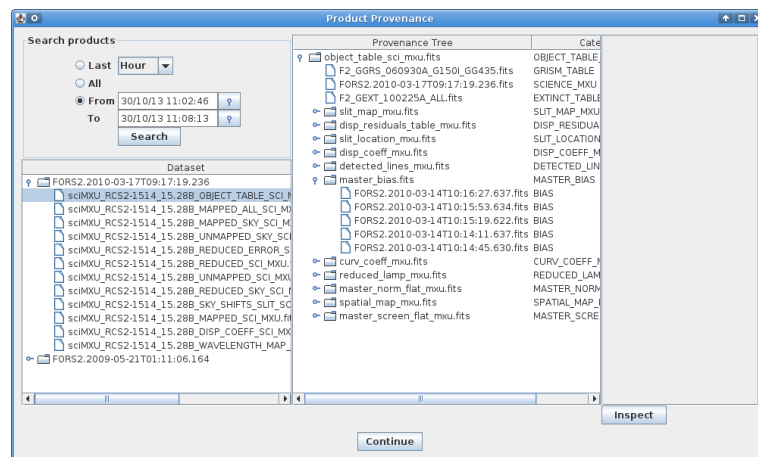 Product Provenance
Search products
Last Hour
All
From 30/10/13 11:02:46
To 30/10/13 11:08:13
Search
Dataset
FORS2.2010-03-17T09:17:19.236
sciMXU_RCS2-1514_15.28B_OBJECT_TABLE_SCI_M
sciMXU_RCS2-1514_15.28B_MAPPED_ALL_SCI_M
sciMXU_RCS2-1514_15.28B_MAPPED_SKY_SCI_M
sciMXU_RCS2-1514_15.28B_UNMAPPED_SKY_SCI
sciMXU_RCS2-1514_15.28B_REDUCED_ERROR_S
sciMXU_RCS2-1514_15.28B_REDUCED_SCI_MXU.
sciMXU_RCS2-1514_15.28B_UNMAPPED_SCI_MXU
sciMXU_RCS2-1514_15.28B_REDUCED_SKY_SCI_
sciMXU_RCS2-1514_15.28B_SKY_SHIFTS_SLIT_SC
sciMXU_RCS2-1514_15.28B_MAPPED_SCI_MXU.fit
sciMXU_RCS2-1514_15.28B_DISP_COEFF_SCI_MX
sciMXU_RCS2-1514_15.28B_WAVELENGTH_MAP_
FORS2.2009-05-21T01:11:06.164
Provenance Tree Cate
object_table_sci_mxu.fits OBJECT_TABLE_
F2_GGRS_060930A_G150I_GG435.fits GRISM_TABLE
FORS2.2010-03-17T09:17:19.236.fits SCIENCE_MXU
F2_GEXT_100225A_ALL.fits EXTINCT_TABLE
slit_map_mxu.fits SLIT_MAP_MXU
disp_residuals_table_mxu.fits DISP_RESIDUA
slit_location_mxu.fits SLIT_LOCATION
disp_coeff_mxu.fits DISP_COEFF_M
detected_lines_mxu.fits DETECTED_LIN
master_bias.fits MASTER_BIAS
FORS2.2010-03-14T10:16:27.637.fits BIAS
FORS2.2010-03-14T10:15:53.634.fits BIAS
FORS2.2010-03-14T10:15:19.622.fits BIAS
FORS2.2010-03-14T10:14:11.637.fits BIAS
FORS2.2010-03-14T10:14:45.630.fits BIAS
curv_coeff_mxu.fits CURV_COEFF_M
reduced_lamp_mxu.fits REDUCED_LAM
master_norm_flat_mxu.fits MASTER_NORM
spatial_map_mxu.fits SPATIAL_MAP_
master_screen_flat_mxu.fits MASTER_SCRE
Inspect
Continue